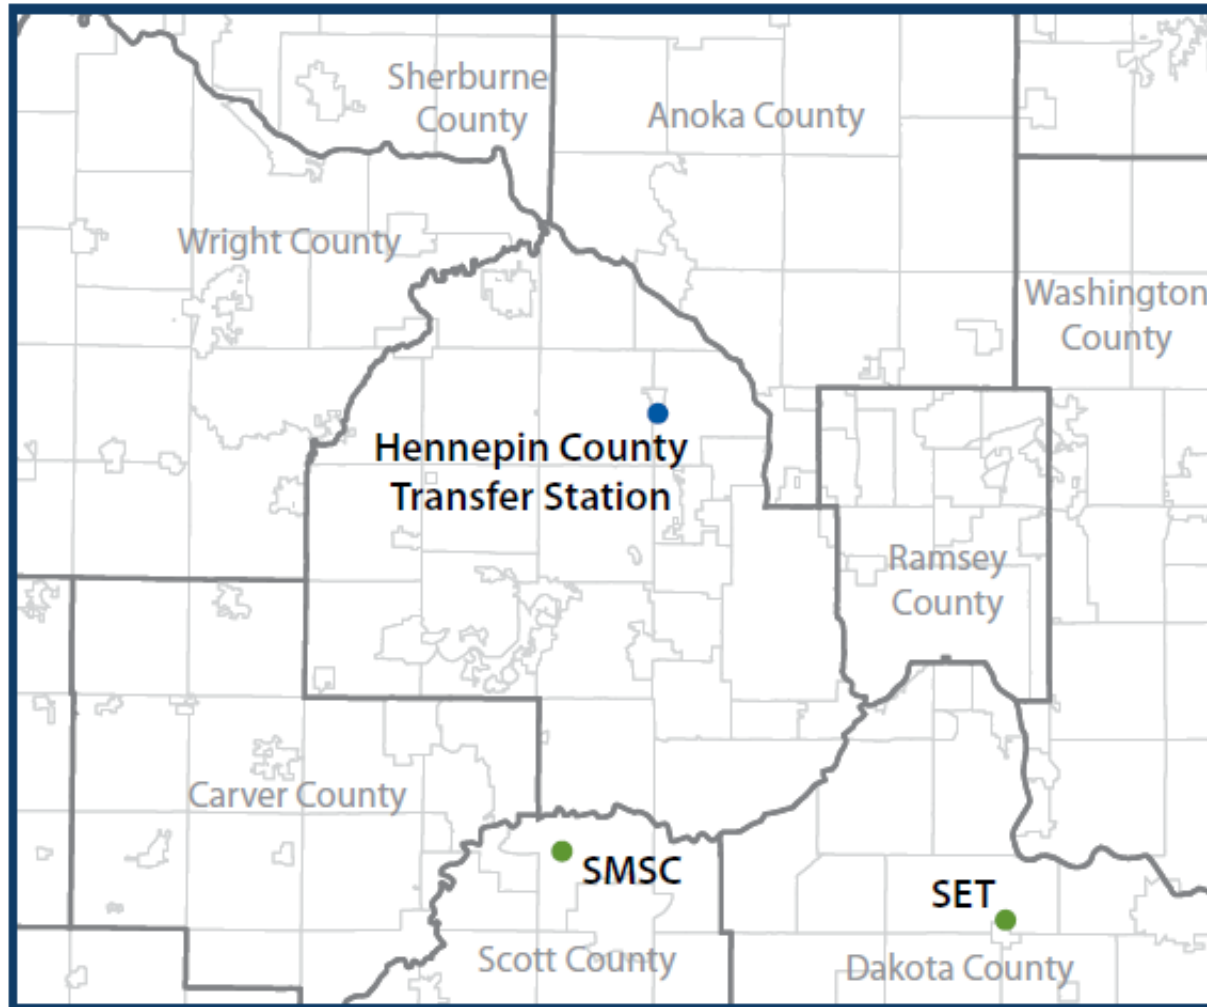 Sherburne
County
Anoka County
Wright County
Washington
County
Hennepin County
Transfer Station
Ramsey
County
Carver County
SMSC
SET
Scott County
Dakota County